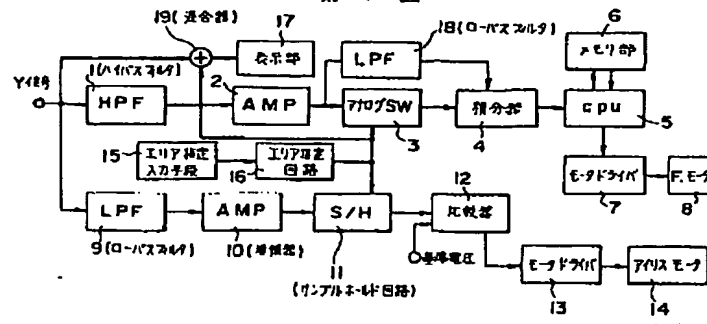 19(混合器)
17
表示部
18(ローパスフィルタ)
LPF
6
メモリ部
Y信号
1(ハイパスフィルタ)
HPF
2
AMP
アナログSW
3
積分器
4
CPU
5
15
エリア指定
入力手段
16
エリア指定
回路
モータドライバ
7
F.モータ
8
LPF
9(ローパスフィルタ)
AMP
10(増幅器)
S/H
11
(サンプルホールド回路)
12
比較器
基準電圧
モータドライバ
13
アイリスモータ
14